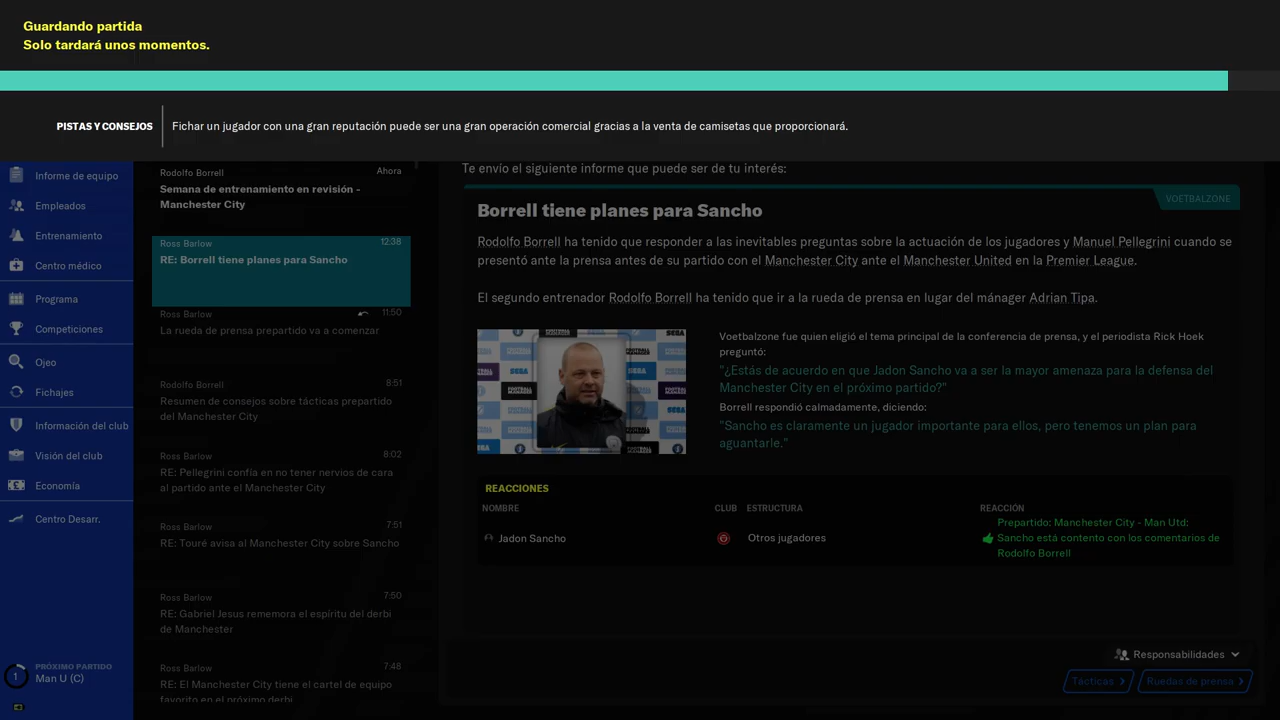 Guardando partida
Solo tardará unos momentos.
PISTAS Y CONSEJOS
Fichar un jugador con una gran reputación puede ser una gran operación comercial gracias a la venta de camisetas que proporcionará.
Informe de equipo
Empleados
Entrenamiento
Centro médico
Programa
Competiciones
Ojeo
Fichajes
Información del club
Visión del club
Economía
Centro Desarr.
PRÓXIMO PARTIDO
1
Man U (C)
Rodolfo Borrell
Ahora
Semana de entrenamiento en revisión -
Manchester City
Ross Barlow
12:38
RE: Borrell tiene planes para Sancho
Ross Barlow
11:50
La rueda de prensa prepartido va a comenzar
Rodolfo Borrell
8:51
Resumen de consejos sobre tácticas prepartido
del Manchester City
Ross Barlow
8:02
RE: Pellegrini confía en no tener nervios de cara
al partido ante el Manchester City
Ross Barlow
7:51
RE: Touré avisa al Manchester City sobre Sancho
Ross Barlow
7:50
RE: Gabriel Jesus rememora el espíritu del derbi
de Manchester
Ross Barlow
7:48
RE: El Manchester City tiene el cartel de equipo
favorito en el próximo derbi
Te envío el siguiente informe que puede ser de tu interés:
VOETBALZONE
Borrell tiene planes para Sancho
Rodolfo Borrell ha tenido que responder a las inevitables preguntas sobre la actuación de los jugadores y Manuel Pellegrini cuando se
presentó ante la prensa antes de su partido con el Manchester City ante el Manchester United en la Premier League.
El segundo entrenador Rodolfo Borrell ha tenido que ir a la rueda de prensa en lugar del mánager Adrian Tipa.
SEGA
Voetbalzone fue quien eligió el tema principal de la conferencia de prensa, y el periodista Rick Hoek
preguntó:
"¿Estás de acuerdo en que Jadon Sancho va a ser la mayor amenaza para la defensa del
Manchester City en el próximo partido?"
Borrell respondió calmadamente, diciendo:
"Sancho es claramente un jugador importante para ellos, pero tenemos un plan para
aguantarle."
REACCIONES
NOMBRE
CLUB
ESTRUCTURA
REACCIÓN
Jadon Sancho
Otros jugadores
Prepartido: Manchester City - Man Utd:
Sancho está contento con los comentarios de
Rodolfo Borrell
Responsabilidades
Tácticas
Ruedas de prensa